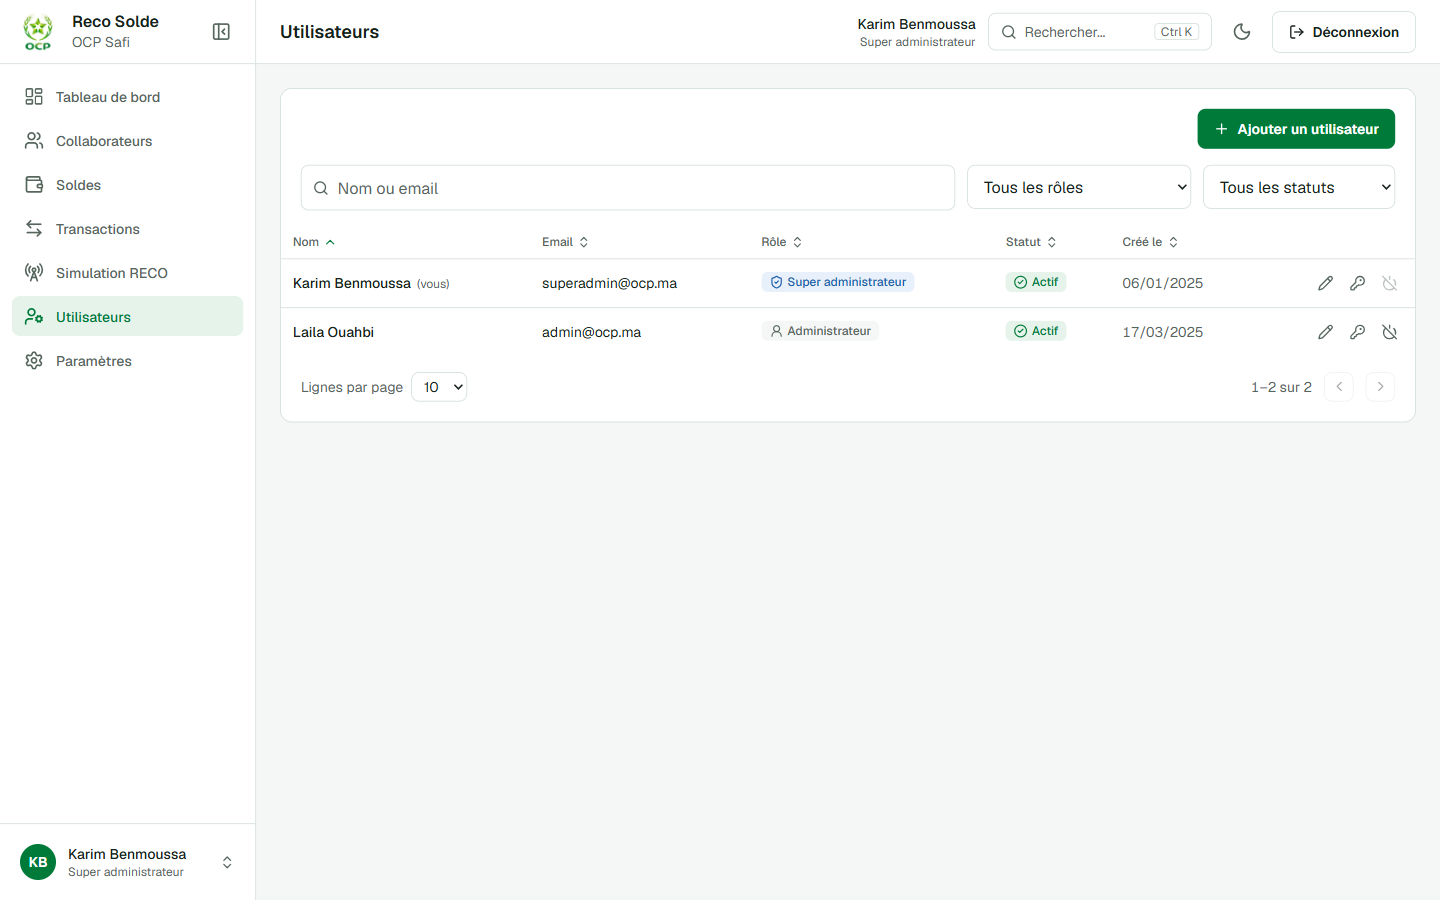 OCP
Reco Solde
OCP Safi
Utilisateurs
Karim Benmoussa
Super administrateur
Rechercher...
Ctrl K
Déconnexion
Tableau de bord
Collaborateurs
Soldes
Transactions
Simulation RECO
Utilisateurs
Paramètres
Ajouter un utilisateur
Nom ou email
Tous les rôles
Tous les statuts
Nom Email Rôle Statut Créé le
Karim Benmoussa (vous) superadmin@ocp.ma Super administrateur Actif 06/01/2025
Laila Ouahbi admin@ocp.ma Administrateur Actif 17/03/2025
Lignes par page 10
1–2 sur 2
KB
Karim Benmoussa
Super administrateur